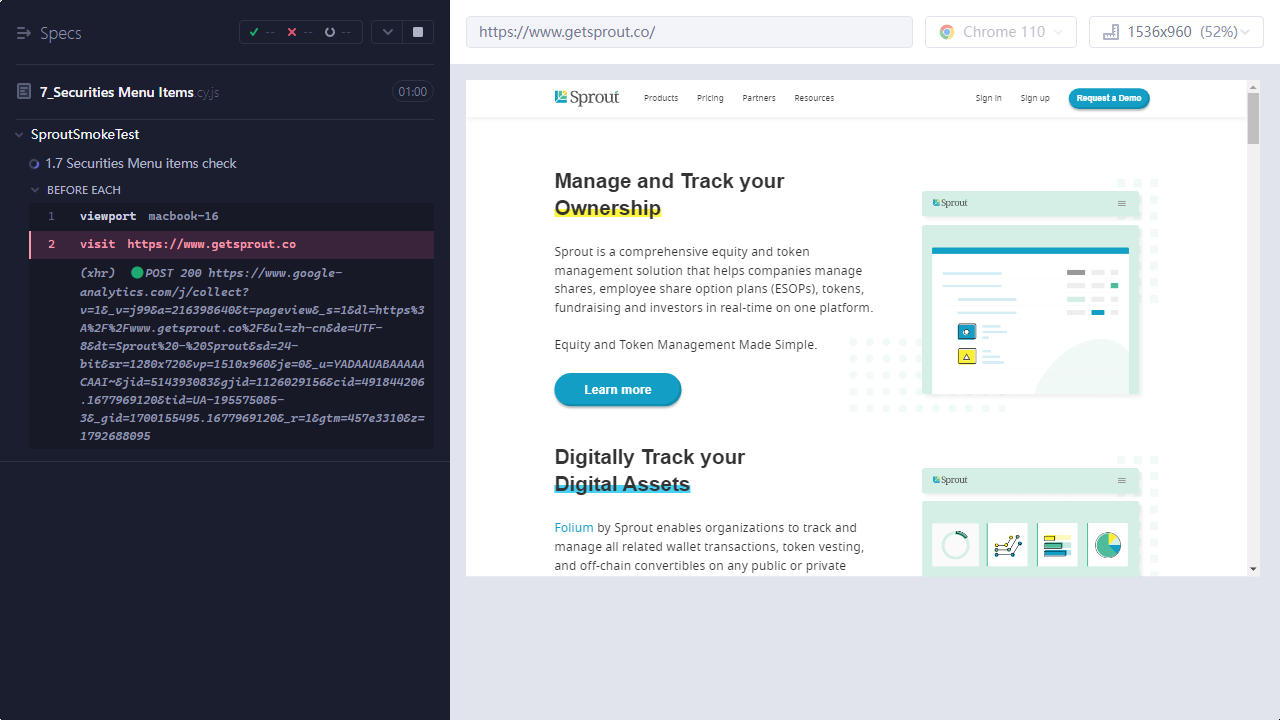 Specs
--
--
--
7_Securities Menu Items cy.js
01:00
SproutSmokeTest
1.7 Securities Menu items check
BEFORE EACH
1 viewport macbook-16
2 visit https://www.getsprout.co
(xhr) POST 200 https://www.google-
analytics.com/j/collect?
v=1&_v=j99&a=216398640&t=pageview&_s=1&dl=https%3
A%2F%2Fwww.getsprout.co%2F&ul=zh-cn&de=UTF-
8&dt=Sprout%20-%20Sprout&sd=24-
bit&sr=1280x720&vp=1510x960&je=0&_u=YADAAUABAAAAA
CAAI~&jid=514393083&gjid=1126029156&cid=491844206
.1677969120&tid=UA-195575085-
3&_gid=1700155495.1677969120&_r=1&gtm=457e3310&z=
1792688095
https://www.getsprout.co/
Chrome 110
1536x960 (52%)
Sprout
Products
Pricing
Partners
Resources
Sign in
Sign up
Request a Demo
Manage and Track your
Ownership
Sprout is a comprehensive equity and token
management solution that helps companies manage
shares, employee share option plans (ESOPs), tokens,
fundraising and investors in real-time on one platform.
Equity and Token Management Made Simple.
Learn more
Sprout
Digitally Track your
Digital Assets
Folium by Sprout enables organizations to track and
manage all related wallet transactions, token vesting,
and off-chain convertibles on any public or private
Sprout